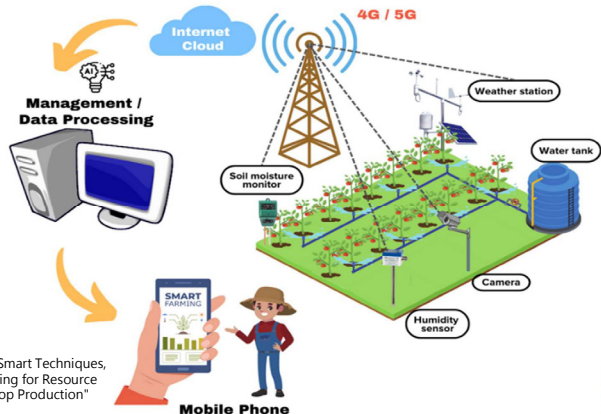 4G / 5G
Internet
Cloud
AI
Management /
Data Processing
Weather station
Soil moisture
monitor
Water tank
SMART
FARMING
Camera
Humidity
sensor
Smart Techniques,
ing for Resource
op Production"
Mobile Phone